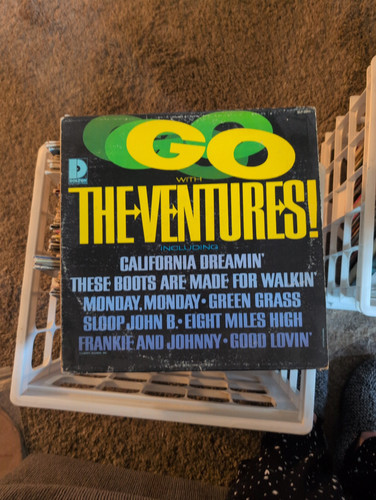 GO
WITH
THE VENTURES!
INCLUDING
CALIFORNIA DREAMIN'
THESE BOOTS ARE MADE FOR WALKIN'
MONDAY, MONDAY • GREEN GRASS
SLOOP JOHN B. • EIGHT MILES HIGH
FRANKIE AND JOHNNY • GOOD LOVIN'